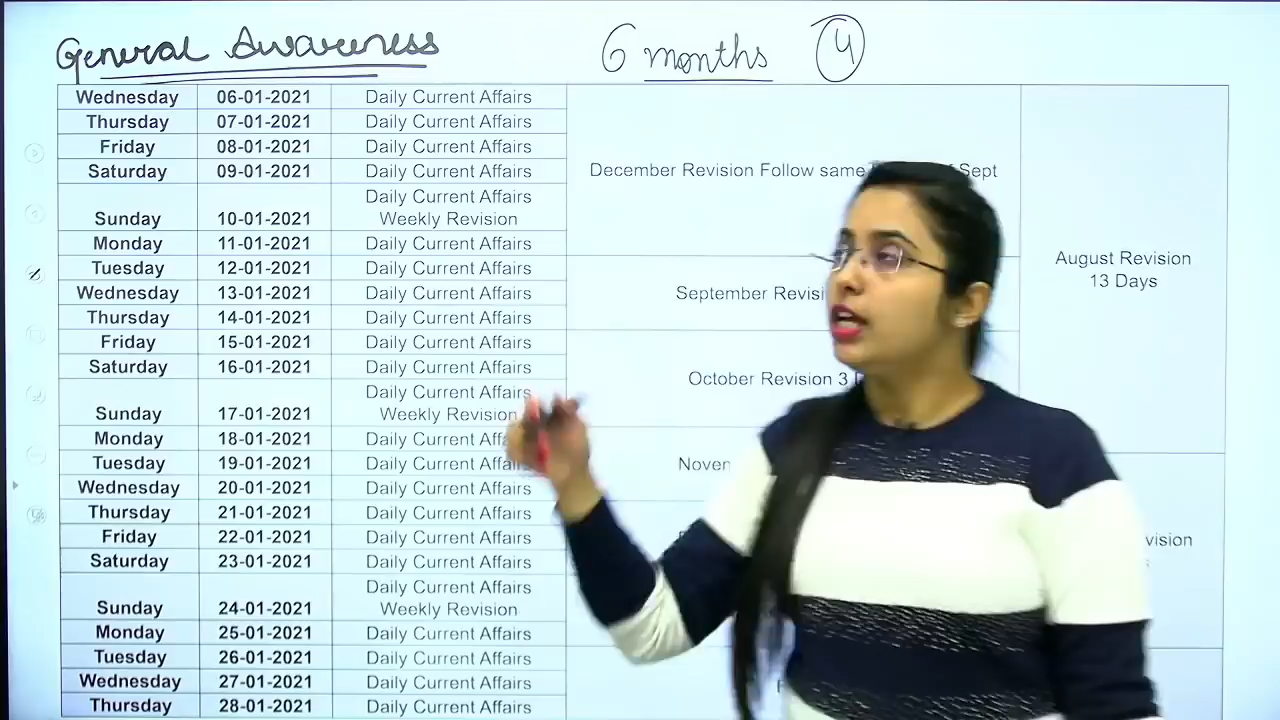 General Awareness 6 months 4
Wednesday 06-01-2021 Daily Current Affairs
Thursday 07-01-2021 Daily Current Affairs
Friday 08-01-2021 Daily Current Affairs
Saturday 09-01-2021 Daily Current Affairs
December Revision Follow same Sept
Daily Current Affairs
Sunday 10-01-2021 Weekly Revision
Monday 11-01-2021 Daily Current Affairs
Tuesday 12-01-2021 Daily Current Affairs
August Revision
13 Days
Wednesday 13-01-2021 Daily Current Affairs
September Revisi
Thursday 14-01-2021 Daily Current Affairs
Friday 15-01-2021 Daily Current Affairs
Saturday 16-01-2021 Daily Current Affairs
October Revision 3
Daily Current Affairs
Sunday 17-01-2021 Weekly Revision
Monday 18-01-2021 Daily Current Affa
Tuesday 19-01-2021 Daily Current Affairs
Noven
Wednesday 20-01-2021 Daily Current Affairs
Thursday 21-01-2021 Daily Current Affairs
Friday 22-01-2021 Daily Current Affairs
vision
Saturday 23-01-2021 Daily Current Affairs
Daily Current Affairs
Sunday 24-01-2021 Weekly Revision
Monday 25-01-2021 Daily Current Affairs
Tuesday 26-01-2021 Daily Current Affairs
Wednesday 27-01-2021 Daily Current Affairs
Thursday 28-01-2021 Daily Current Affairs